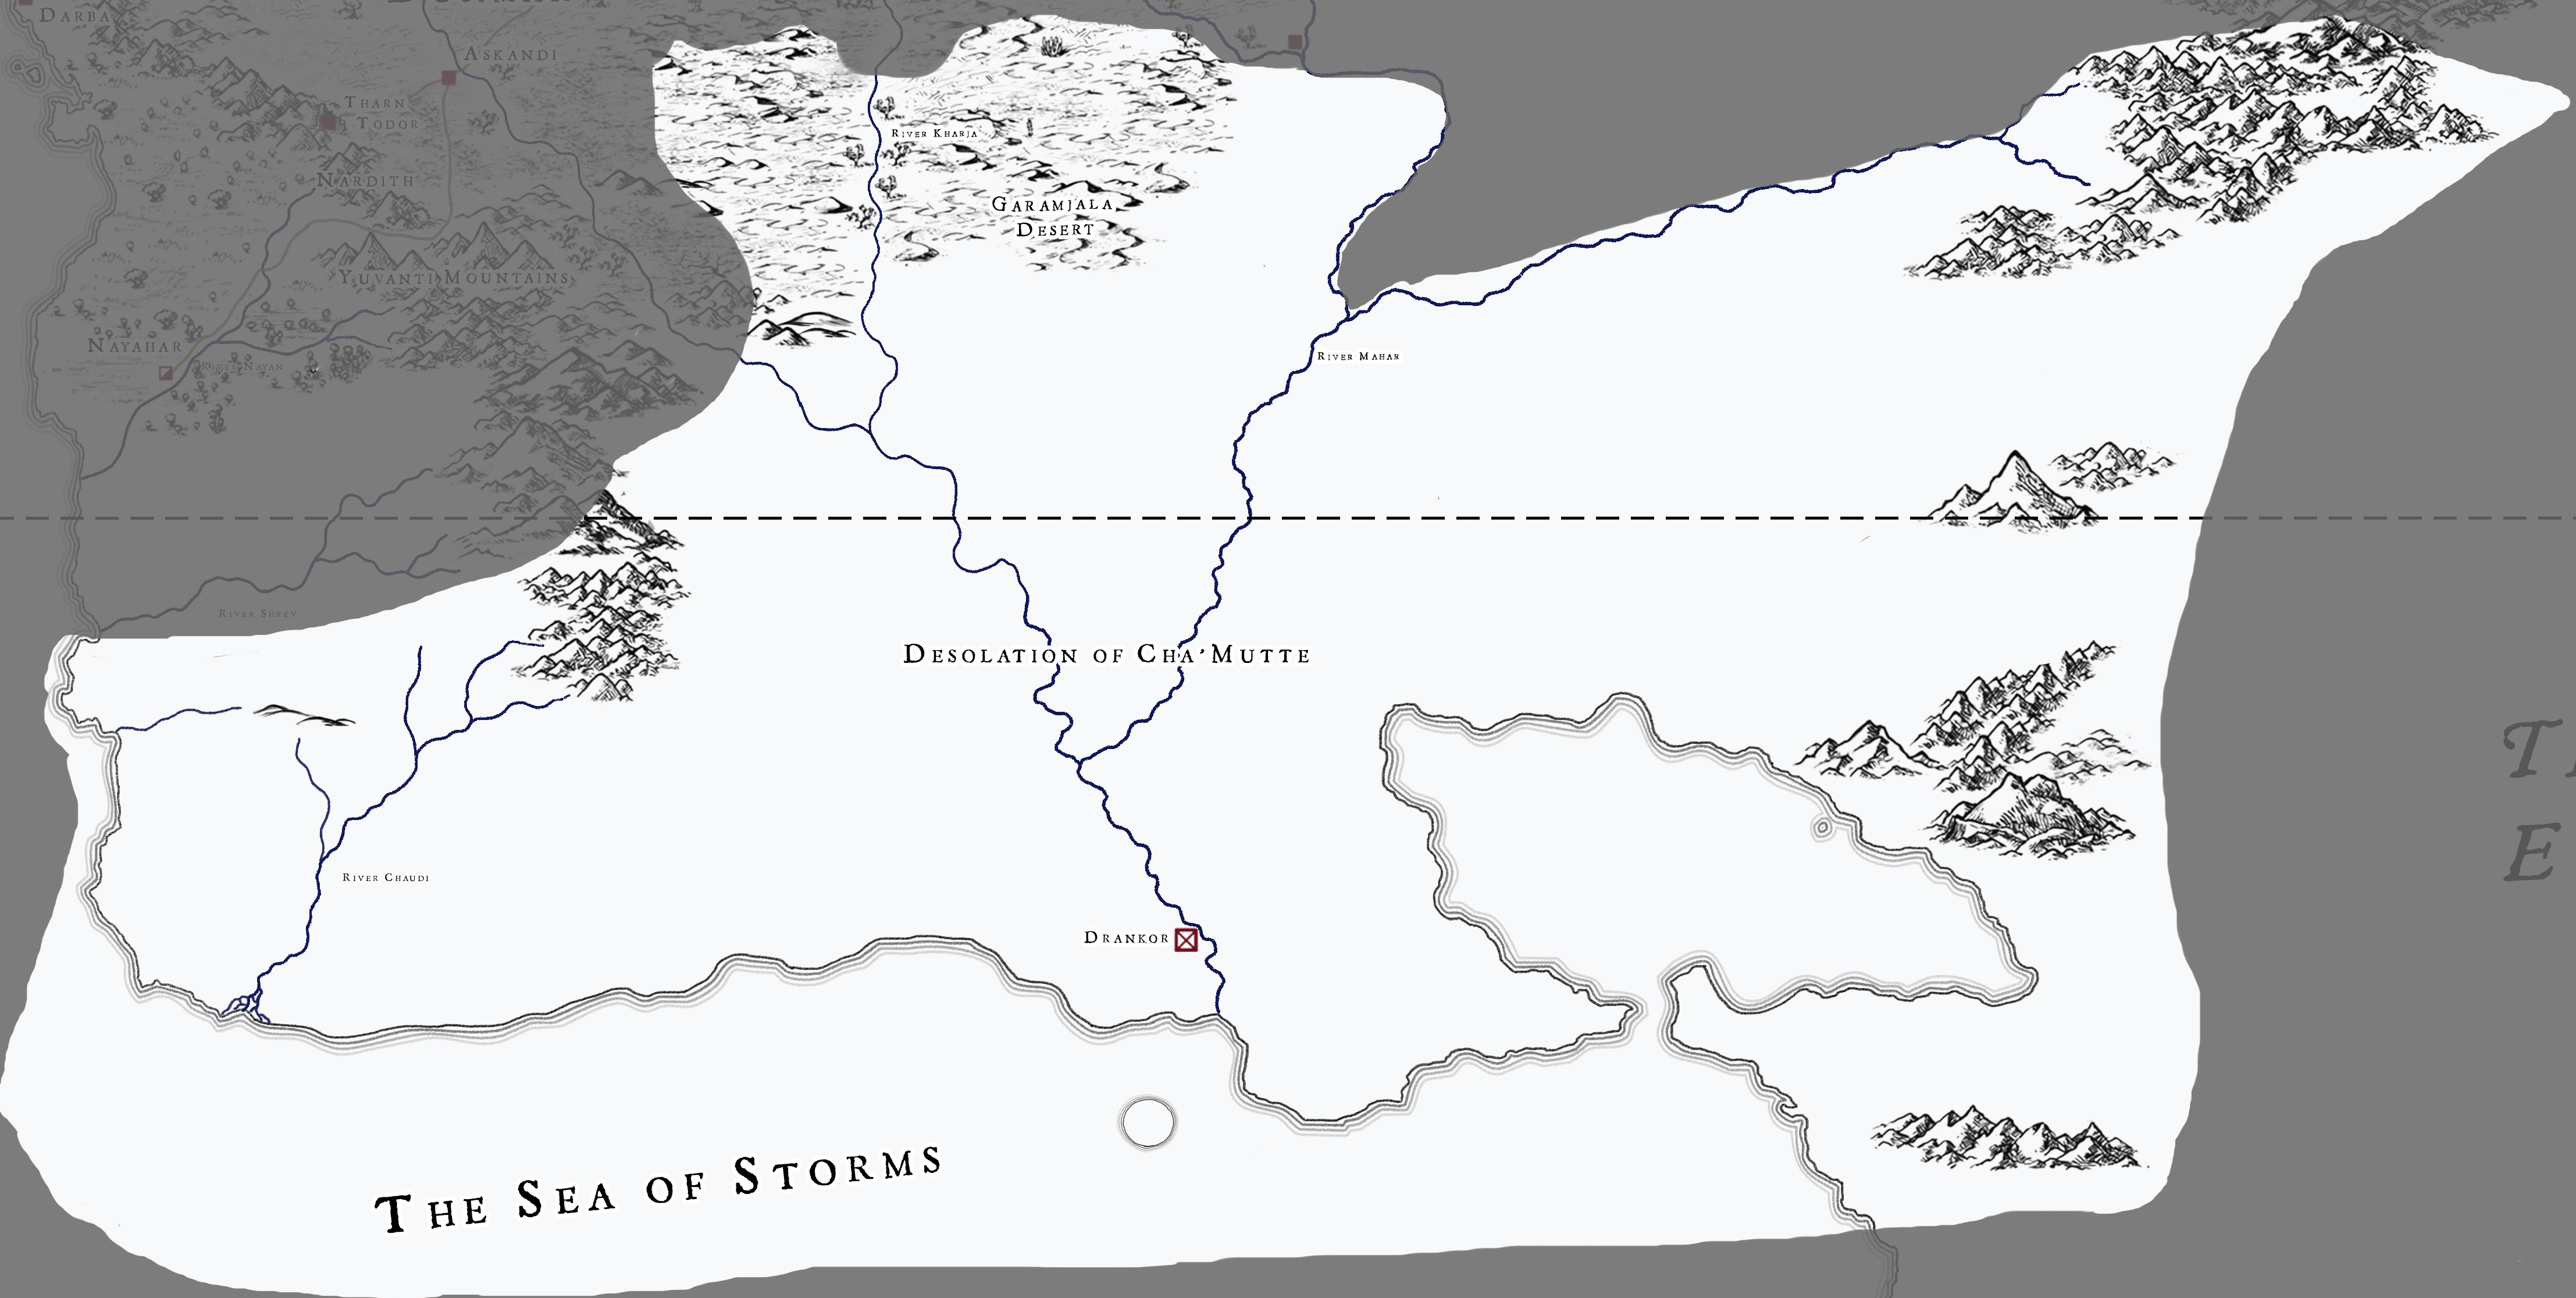 Darba
Askandi
Tharn
Todor
River Kharja
Nardith
Garamjala
Desert
Yuvanti Mountains
Nayahar
River Nayan
River Mahar
River Shrev
Desolation of Cha'Mutte
River Chaudi
Drankor
The Sea of Storms
E